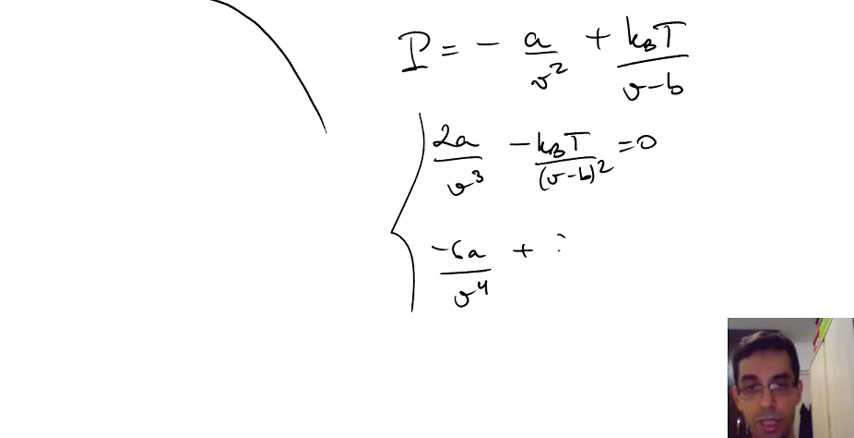 P = - a/v² + k_BT/(v-b)
2a/v³ - k_BT/(v-b)² = 0
-6a/v⁴ +